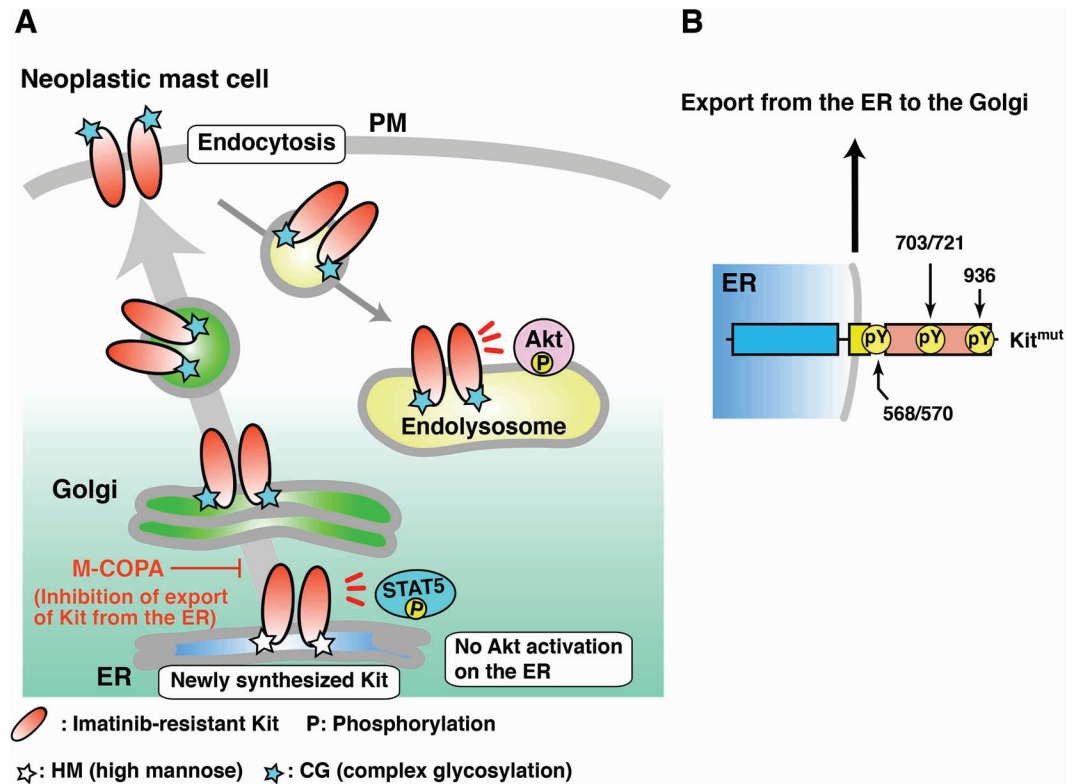 A
Neoplastic mast cell
PM
Endocytosis
Akt
P
Endolysosome
Golgi
M-COPA
(Inhibition of export
of Kit from the ER)
STAT5
P
ER
Newly synthesized Kit
No Akt activation
on the ER
: Imatinib-resistant Kit P: Phosphorylation
: HM (high mannose) : CG (complex glycosylation)
B
Export from the ER to the Golgi
703/721
936
ER
pY pY pY Kitmut
568/570